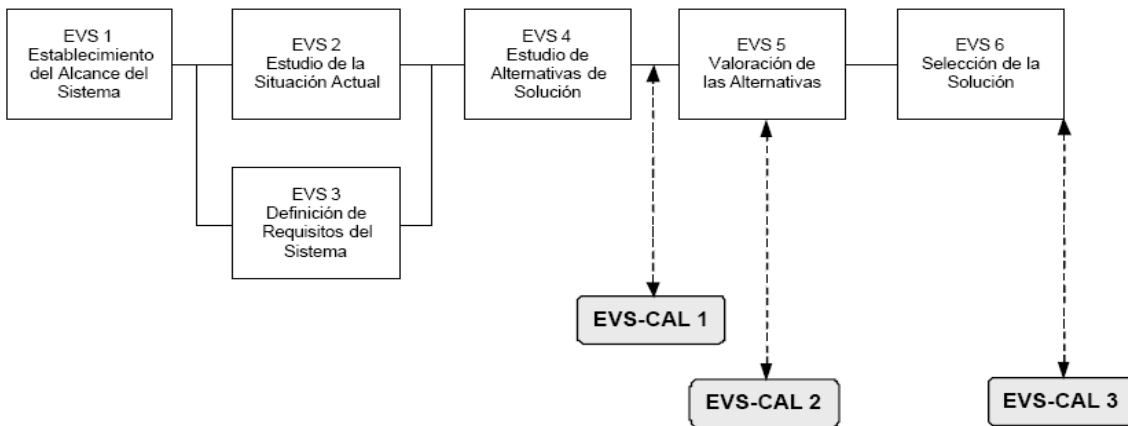 EVS 1
Establecimiento
del Alcance del
Sistema
EVS 2
Estudio de la
Situación Actual
EVS 4
Estudio de
Alternativas de
Solución
EVS 5
Valoración de
las Alternativas
EVS 6
Selección de la
Solución
EVS 3
Definición de
Requisitos del
Sistema
EVS-CAL 1
EVS-CAL 2
EVS-CAL 3